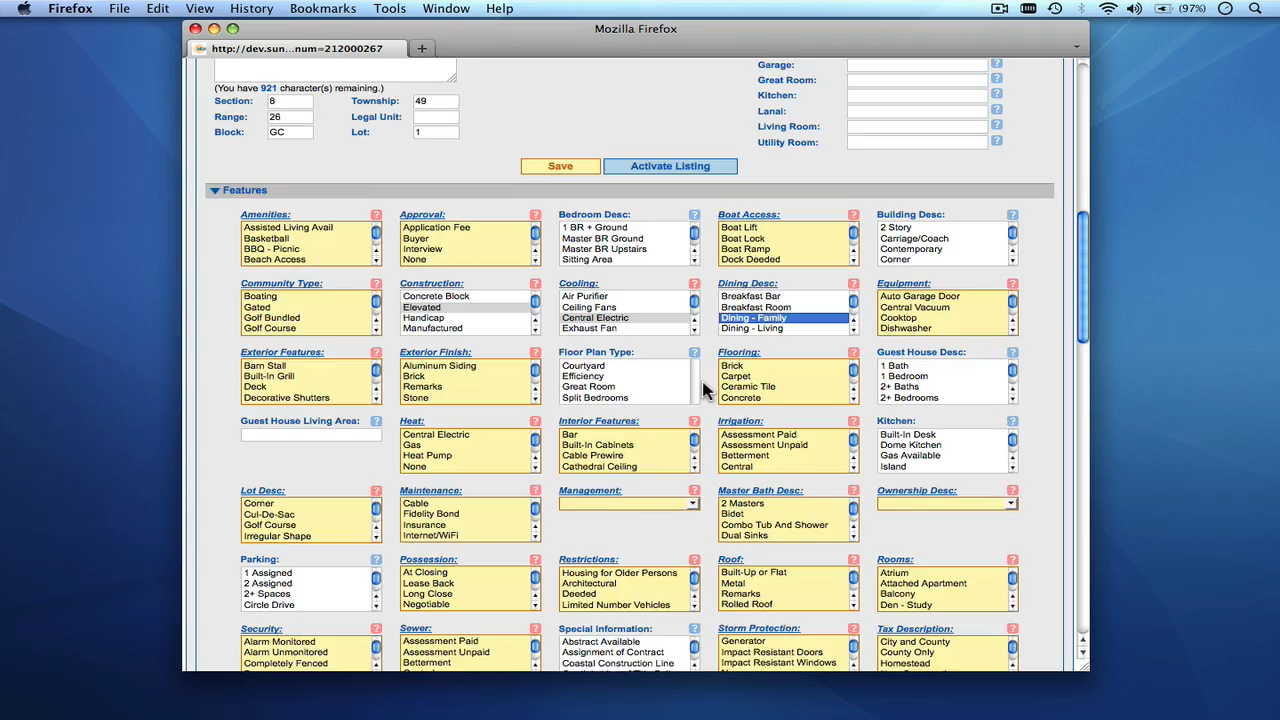 Firefox File Edit View History Bookmarks Tools Window Help (97%)
Mozilla Firefox
http://dev.sun...num=212000267 +
Garage: ?
(You have 921 character(s) remaining.) Great Room: ?
Section: 8 Township: 49 Kitchen: ?
Range: 26 Legal Unit: Lanai: ?
Block: GC Lot: 1 Living Room: ?
Utility Room: ?
Save Activate Listing
Features
Amenities: ? Approval: ? Bedroom Desc: ? Boat Access: ? Building Desc: ?
Assisted Living Avail Application Fee 1 BR + Ground Boat Lift 2 Story
Basketball Buyer Master BR Ground Boat Lock Carriage/Coach
BBQ - Picnic Interview Master BR Upstairs Boat Ramp Contemporary
Beach Access None Sitting Area Dock Deeded Corner
Community Type: ? Construction: ? Cooling: ? Dining Desc: ? Equipment: ?
Boating Concrete Block Air Purifier Breakfast Bar Auto Garage Door
Gated Elevated Ceiling Fans Breakfast Room Central Vacuum
Golf Bundled Handicap Central Electric Dining - Family Cooktop
Golf Course Manufactured Exhaust Fan Dining - Living Dishwasher
Exterior Features: ? Exterior Finish: ? Floor Plan Type: ? Flooring: ? Guest House Desc: ?
Barn Stall Aluminum Siding Courtyard Brick 1 Bath
Built-In Grill Brick Efficiency Carpet 1 Bedroom
Deck Remarks Great Room Ceramic Tile 2+ Baths
Decorative Shutters Stone Split Bedrooms Concrete 2+ Bedrooms
Guest House Living Area: ? Heat: ? Interior Features: ? Irrigation: ? Kitchen: ?
Central Electric Bar Assessment Paid Built-In Desk
Gas Built-In Cabinets Assessment Unpaid Dome Kitchen
Heat Pump Cable Prewire Betterment Gas Available
None Cathedral Ceiling Central Island
Lot Desc: ? Maintenance: ? Management: ? Master Bath Desc: ? Ownership Desc: ?
Corner Cable 2 Masters
Cul-De-Sac Fidelity Bond Bidet
Golf Course Insurance Combo Tub And Shower
Irregular Shape Internet/WiFi Dual Sinks
Parking: ? Possession: ? Restrictions: ? Roof: ? Rooms: ?
1 Assigned At Closing Housing for Older Persons Built-Up or Flat Atrium
2 Assigned Lease Back Architectural Metal Attached Apartment
2+ Spaces Long Close Deeded Remarks Balcony
Circle Drive Negotiable Limited Number Vehicles Rolled Roof Den - Study
Security: ? Sewer: ? Special Information: ? Storm Protection: ? Tax Description: ?
Alarm Monitored Assessment Paid Abstract Available Generator City and County
Alarm Unmonitored Assessment Unpaid Assignment of Contract Impact Resistant Doors County Only
Completely Fenced Betterment Coastal Construction Line Impact Resistant Windows Homestead